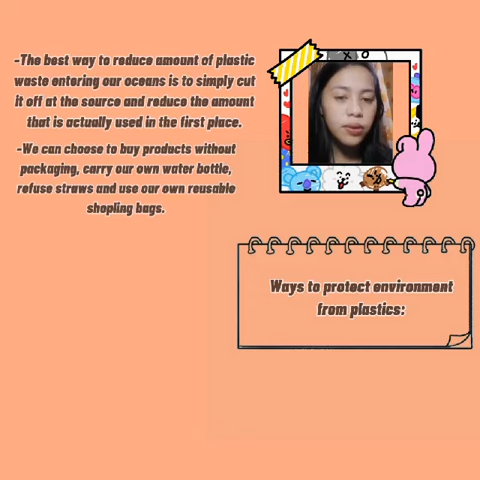 -The best way to reduce amount of plastic
waste entering our oceans is to simply cut
it off at the source and reduce the amount
that is actually used in the first place.
-We can choose to buy products without
packaging, carry our own water bottle,
refuse straws and use our own reusable
shopling bags.
Ways to protect environment
from plastics: